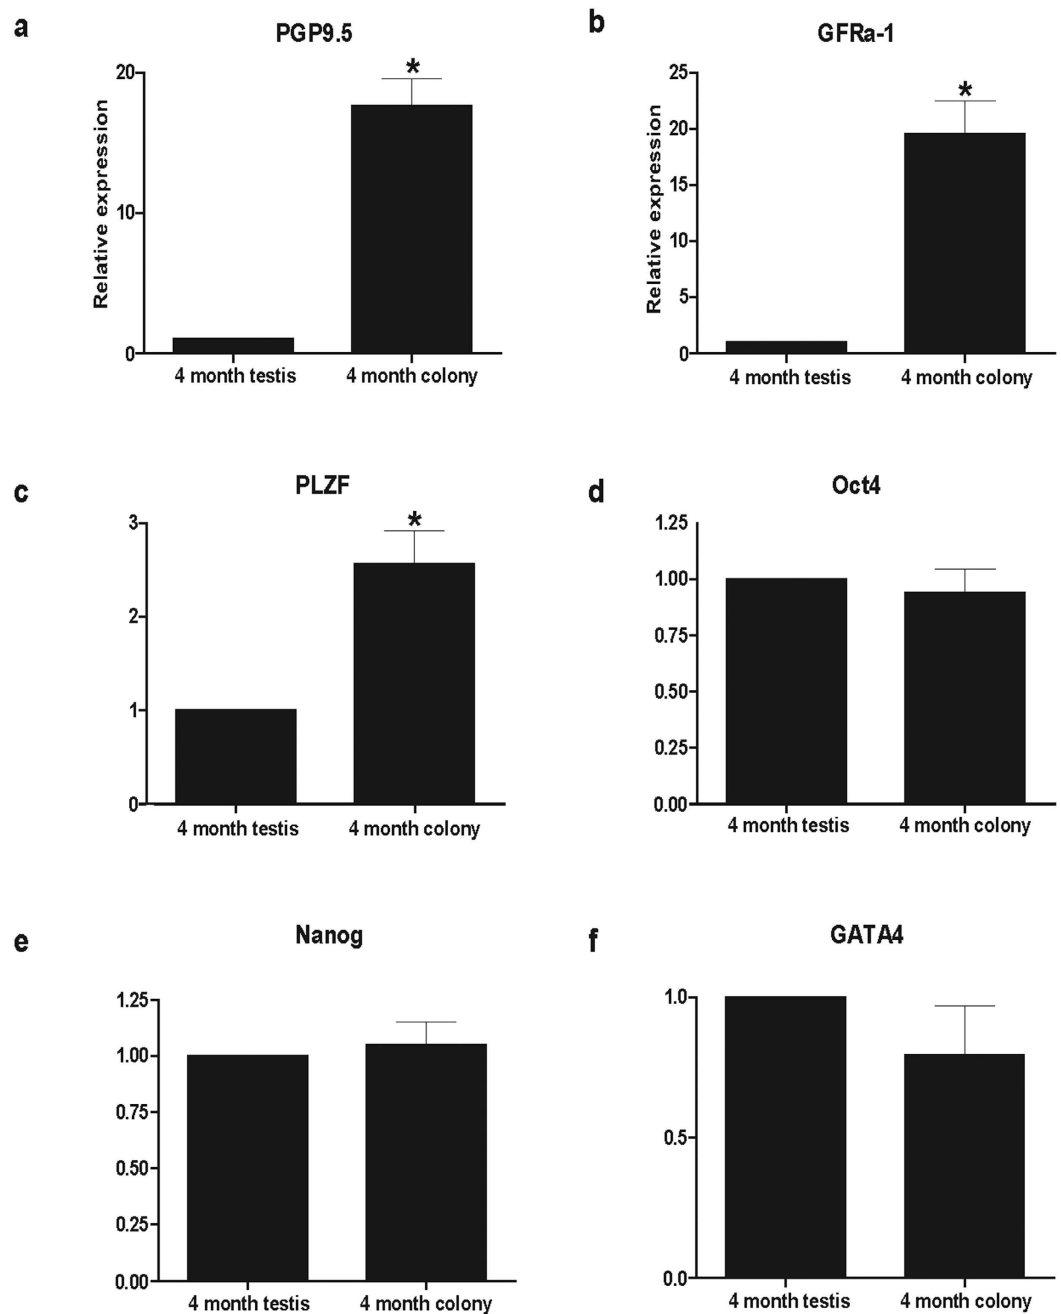 a
PGP9.5
Relative expression
20
*
10
0
4 month testis
4 month colony
b
GFRa-1
Relative expression
25
*
20
15
10
5
0
4 month testis
4 month colony
c
PLZF
3
*
2
1
0
4 month testis
4 month colony
d
Oct4
1.25
1.00
0.75
0.50
0.25
0.00
4 month testis
4 month colony
e
Nanog
1.25
1.00
0.75
0.50
0.25
0.00
4 month testis
4 month colony
f
GATA4
1.0
0.5
0.0
4 month testis
4 month colony